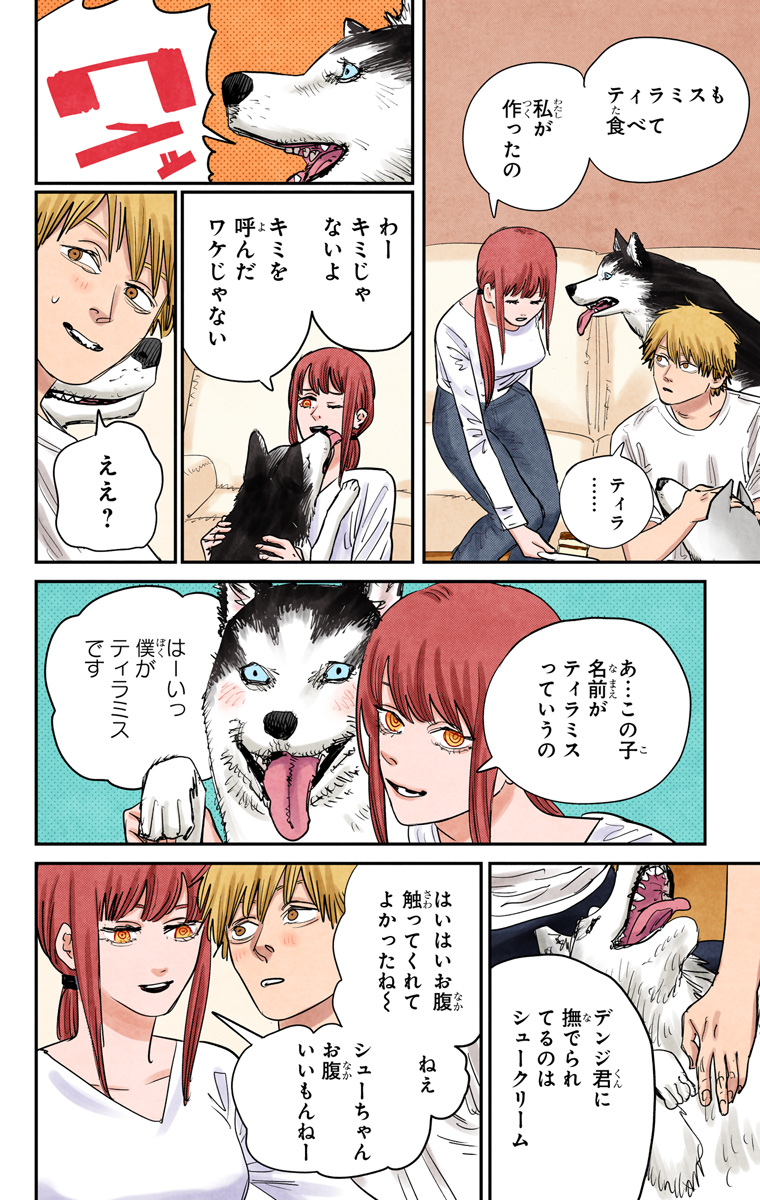 ティラミスも
食べて
私が
作ったの
ティラ
……
ワウッ
わー
キミじゃ
ないよ
キミを
呼んだ
ワケじゃない
ええ？
あ…この子
名前が
ティラミス
っていうの
はーいっ
僕が
ティラミス
です
デンジ君に
撫でられ
てるのは
シュークリーム
はいはいお腹
触ってくれて
よかったね〜
ねぇ
シューちゃん
お腹
いいもんねー